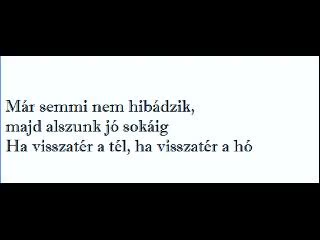 Már semmi nem hibádzik,
majd alszunk jó sokáig
Ha visszatér a tél, ha visszatér a hó